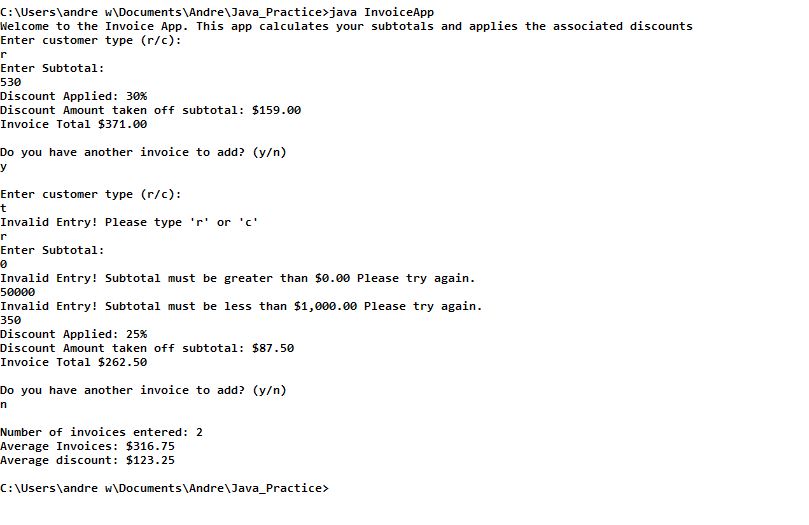 C:\Users\andre w\Documents\Andre\Java_Practice>java InvoiceApp
Welcome to the Invoice App. This app calculates your subtotals and applies the associated discounts
Enter customer type (r/c):
r
Enter Subtotal:
530
Discount Applied: 30%
Discount Amount taken off subtotal: $159.00
Invoice Total $371.00
Do you have another invoice to add? (y/n)
y
Enter customer type (r/c):
t
Invalid Entry! Please type 'r' or 'c'
r
Enter Subtotal:
0
Invalid Entry! Subtotal must be greater than $0.00 Please try again.
50000
Invalid Entry! Subtotal must be less than $1,000.00 Please try again.
350
Discount Applied: 25%
Discount Amount taken off subtotal: $87.50
Invoice Total $262.50
Do you have another invoice to add? (y/n)
n
Number of invoices entered: 2
Average Invoices: $316.75
Average discount: $123.25
C:\Users\andre w\Documents\Andre\Java_Practice>